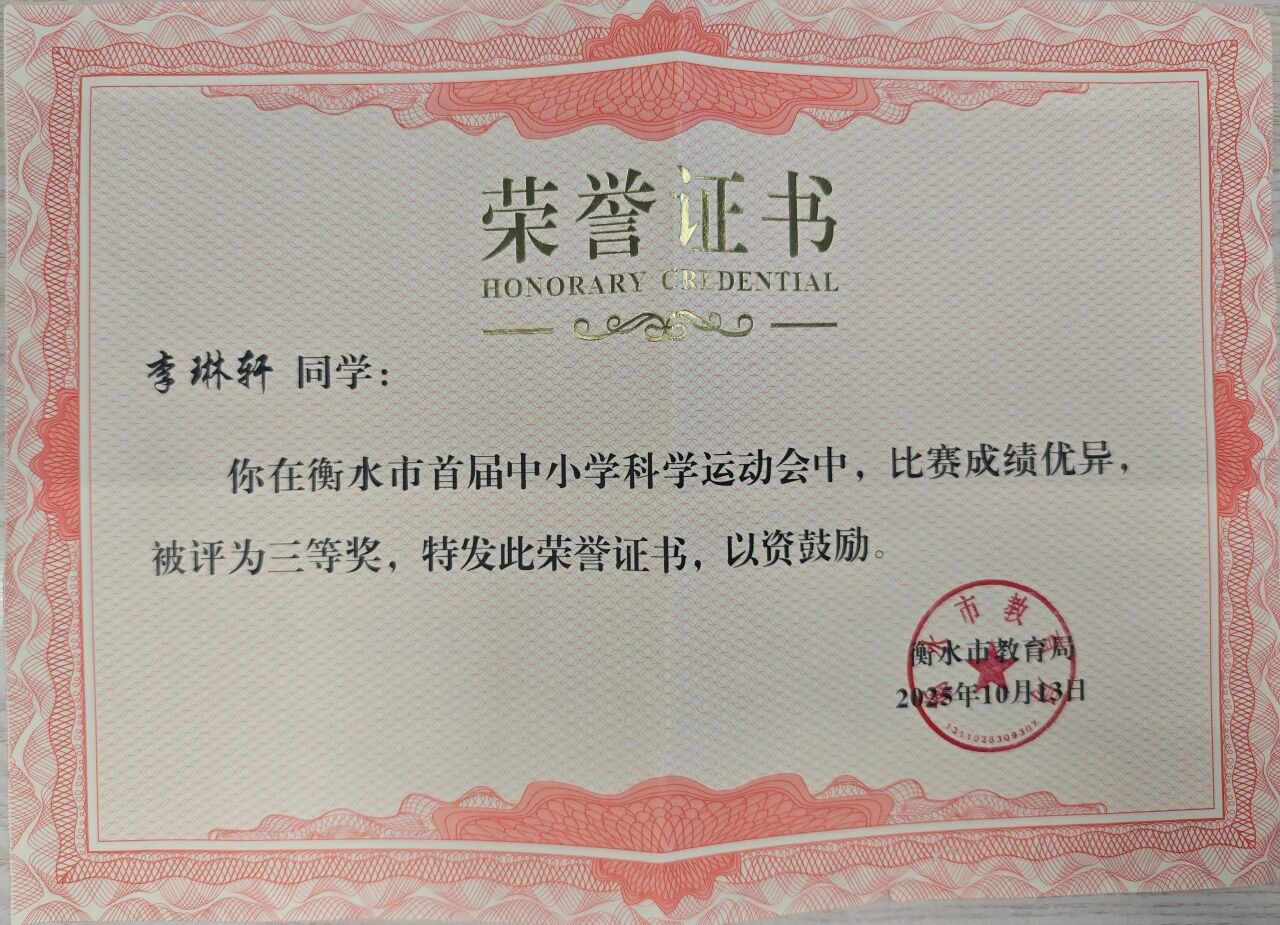 荣誉证书
HONORARY CREDENTIAL
李琳轩 同学：
你在衡水市首届中小学科学运动会中，比赛成绩优异，
被评为三等奖，特发此荣誉证书，以资鼓励。
衡水市教育局
2025年10月13日